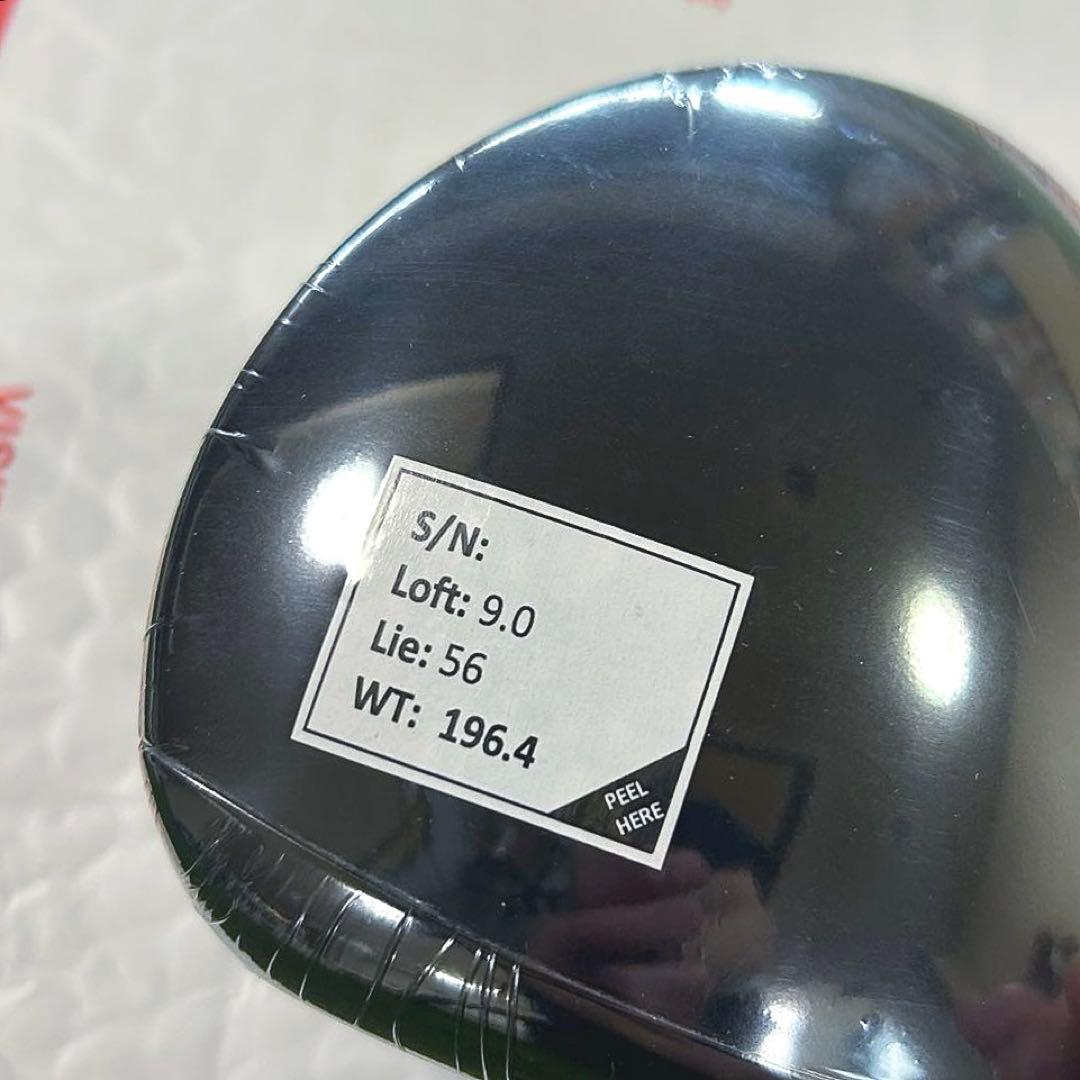 S/N:
Loft: 9.0
Lie: 56
WT: 196.4
PEEL
HERE